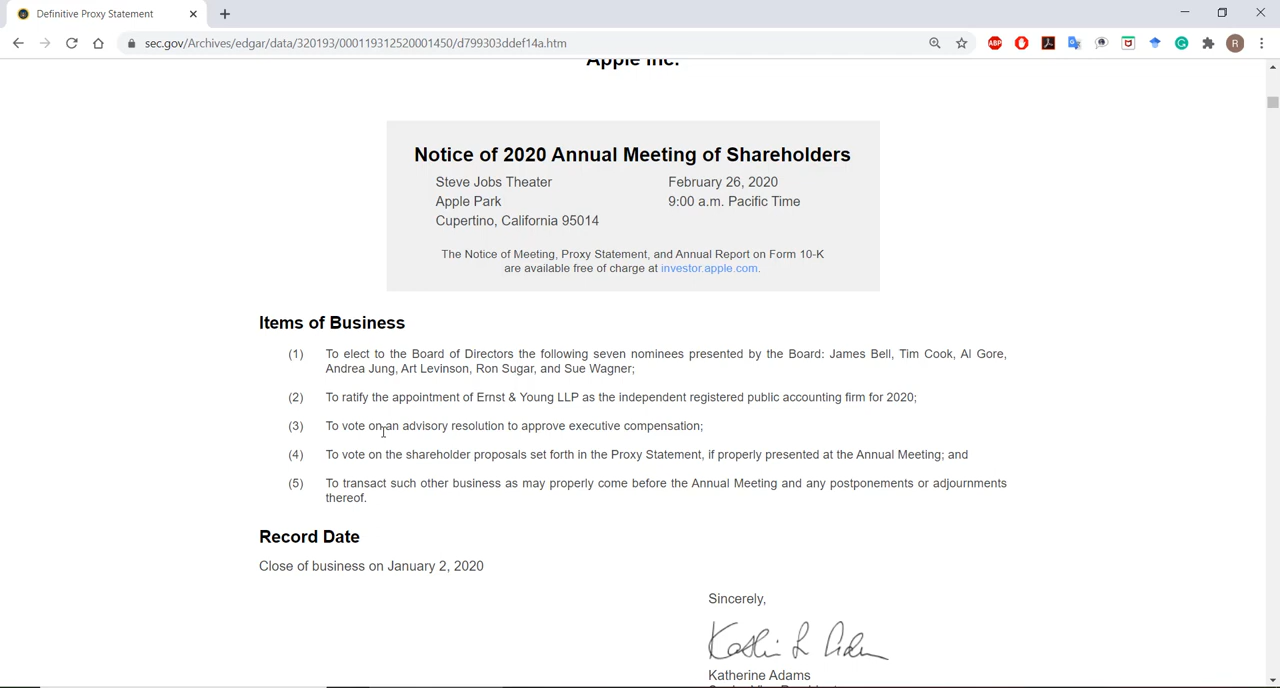 Definitive Proxy Statement
sec.gov/Archives/edgar/data/320193/000119312520001450/d799303ddef14a.htm
ABP
R
Apple Inc.
Notice of 2020 Annual Meeting of Shareholders
Steve Jobs Theater February 26, 2020
Apple Park 9:00 a.m. Pacific Time
Cupertino, California 95014
The Notice of Meeting, Proxy Statement, and Annual Report on Form 10-K
are available free of charge at investor.apple.com.
Items of Business
(1) To elect to the Board of Directors the following seven nominees presented by the Board: James Bell, Tim Cook, Al Gore,
Andrea Jung, Art Levinson, Ron Sugar, and Sue Wagner;
(2) To ratify the appointment of Ernst & Young LLP as the independent registered public accounting firm for 2020;
(3) To vote on an advisory resolution to approve executive compensation;
(4) To vote on the shareholder proposals set forth in the Proxy Statement, if properly presented at the Annual Meeting; and
(5) To transact such other business as may properly come before the Annual Meeting and any postponements or adjournments
thereof.
Record Date
Close of business on January 2, 2020
Sincerely,
Katherine Adams